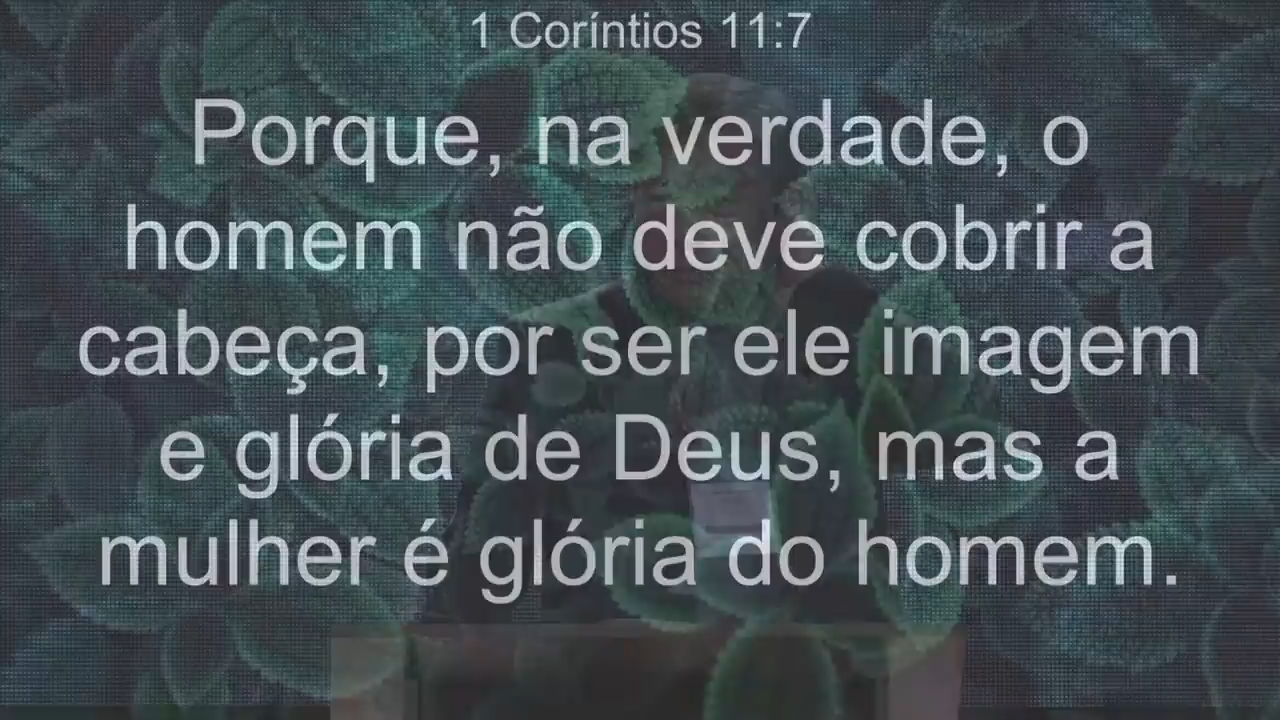 1 Coríntios 11:7
Porque, na verdade, o
homem não deve cobrir a
cabeça, por ser ele imagem
e glória de Deus, mas a
mulher é glória do homem.